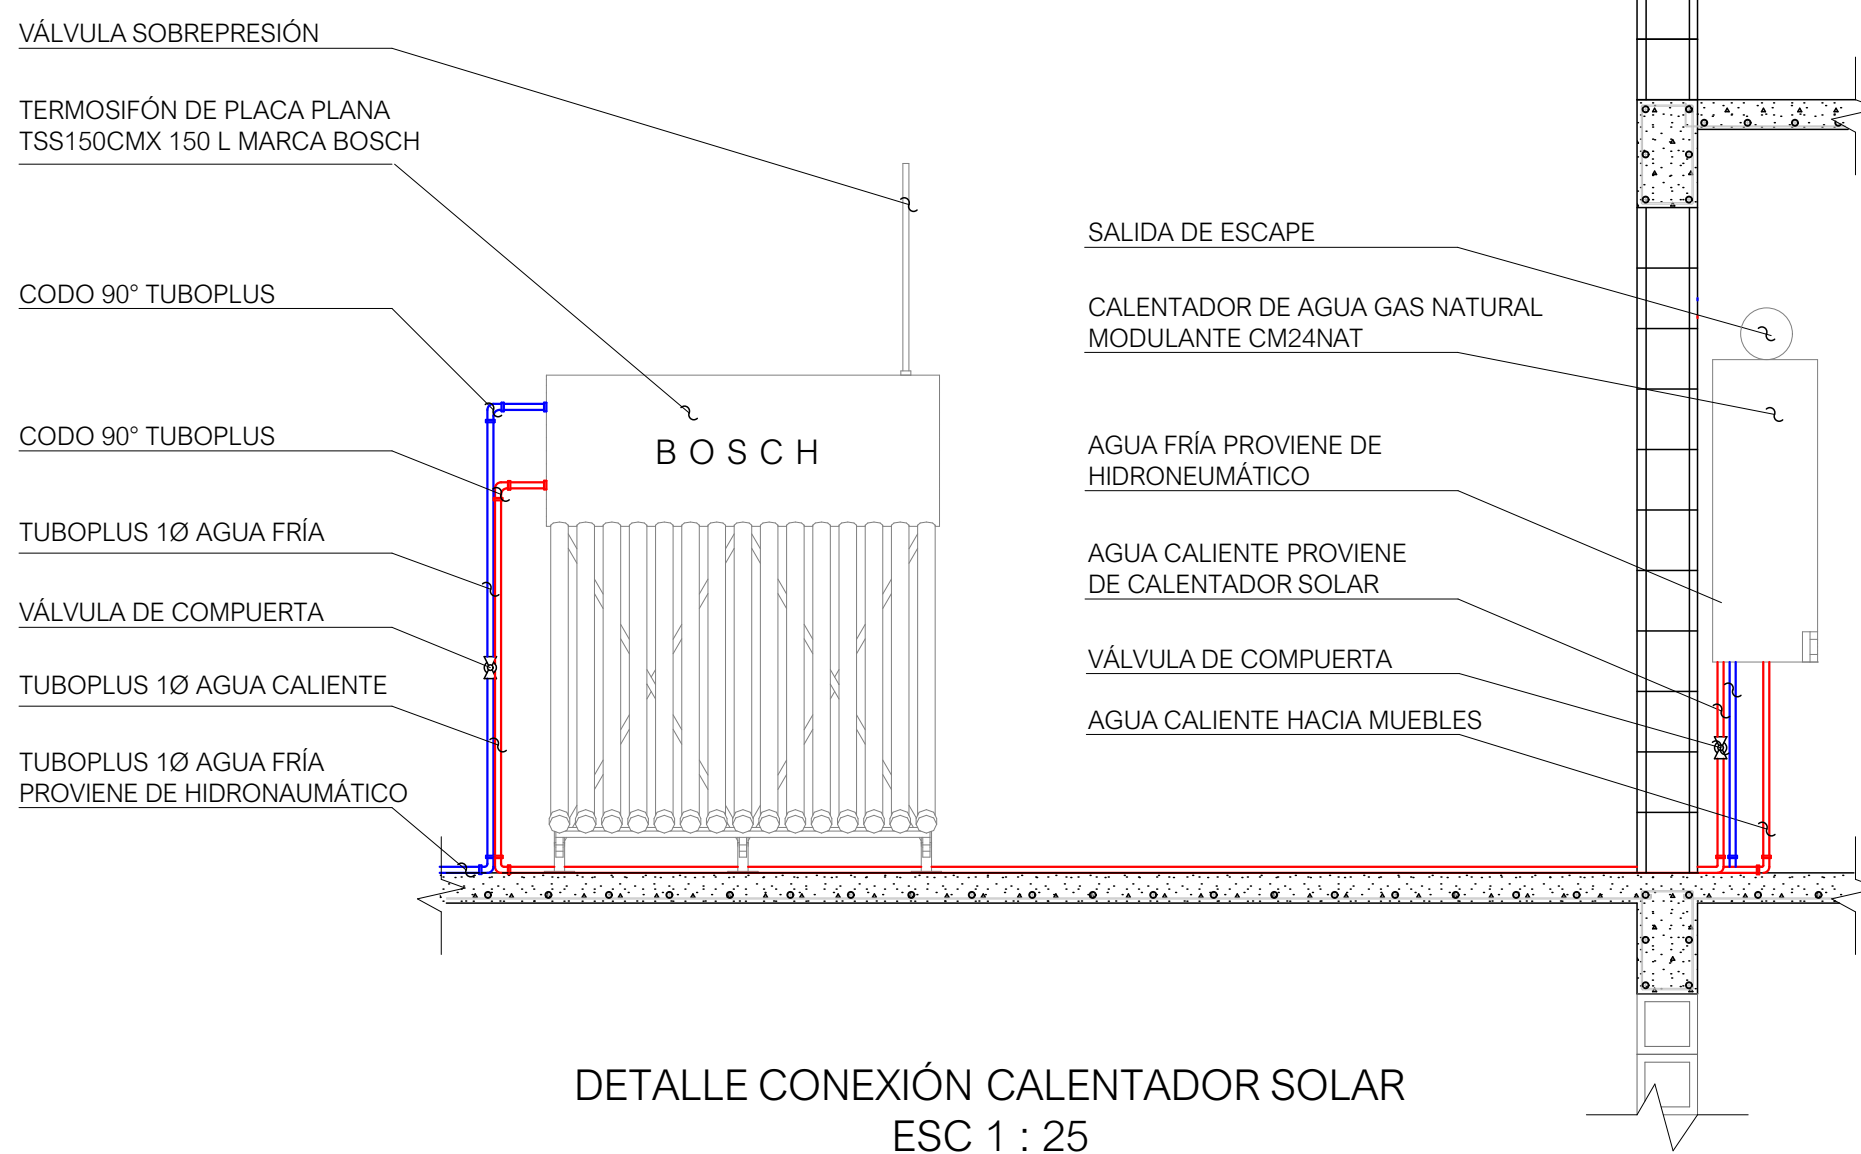 VÁLVULA SOBREPRESIÓN
TERMOSIFÓN DE PLACA PLANA
TSS150CMX 150 L MARCA BOSCH
CODO 90° TUBOPLUS
CODO 90° TUBOPLUS
TUBOPLUS 1Ø AGUA FRÍA
VÁLVULA DE COMPUERTA
TUBOPLUS 1Ø AGUA CALIENTE
TUBOPLUS 1Ø AGUA FRÍA
PROVIENE DE HIDRONAUMÁTICO
BOSCH
SALIDA DE ESCAPE
CALENTADOR DE AGUA GAS NATURAL
MODULANTE CM24NAT
AGUA FRÍA PROVIENE DE
HIDRONEUMÁTICO
AGUA CALIENTE PROVIENE
DE CALENTADOR SOLAR
VÁLVULA DE COMPUERTA
AGUA CALIENTE HACIA MUEBLES
DETALLE CONEXIÓN CALENTADOR SOLAR
ESC 1 : 25